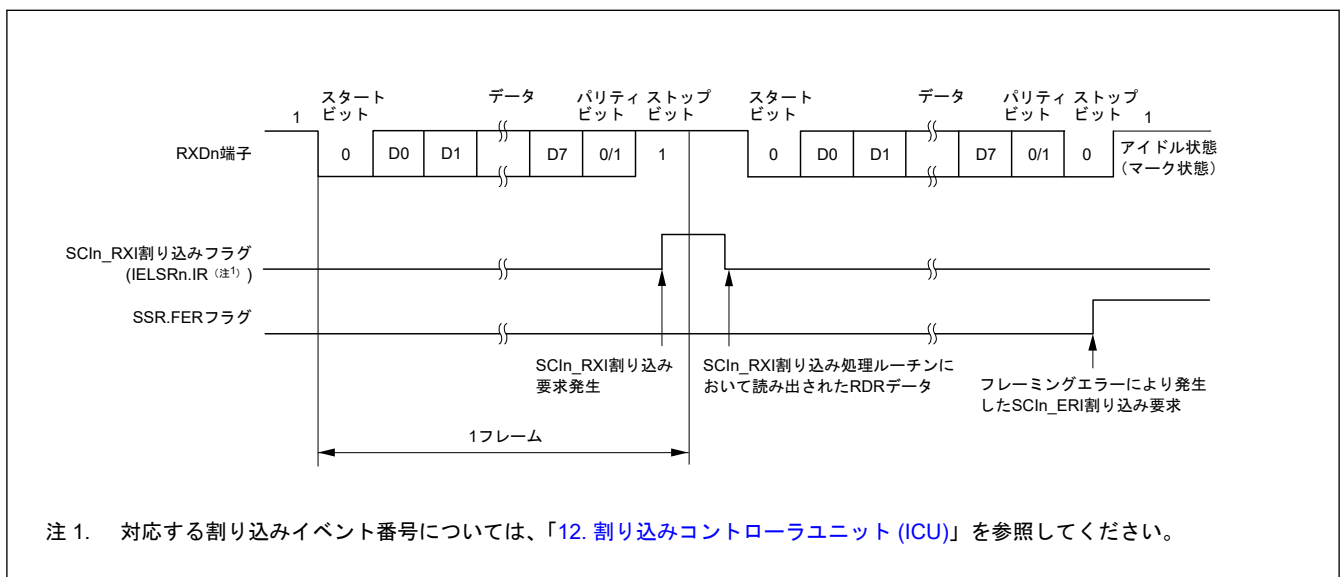 スタート
ビット
データ
パリティ
ビット
ストップ
ビット
スタート
ビット
データ
パリティ
ビット
ストップ
ビット
1
1
RXDn端子
0
D0
D1
D7
0/1
1
0
D0
D1
D7
0/1
0
アイドル状態
(マーク状態)
SCIn_RXI割り込みフラグ
(IELSRn.IR (注1) )
SSR.FERフラグ
SCIn_RXI割り込み
要求発生
SCIn_RXI割り込み処理ルーチンに
おいて読み出されたRDRデータ
フレーミングエラーにより発生
したSCIn_ERI割り込み要求
1フレーム
注 1. 対応する割り込みイベント番号については、「12. 割り込みコントローラユニット (ICU)」を参照してください。